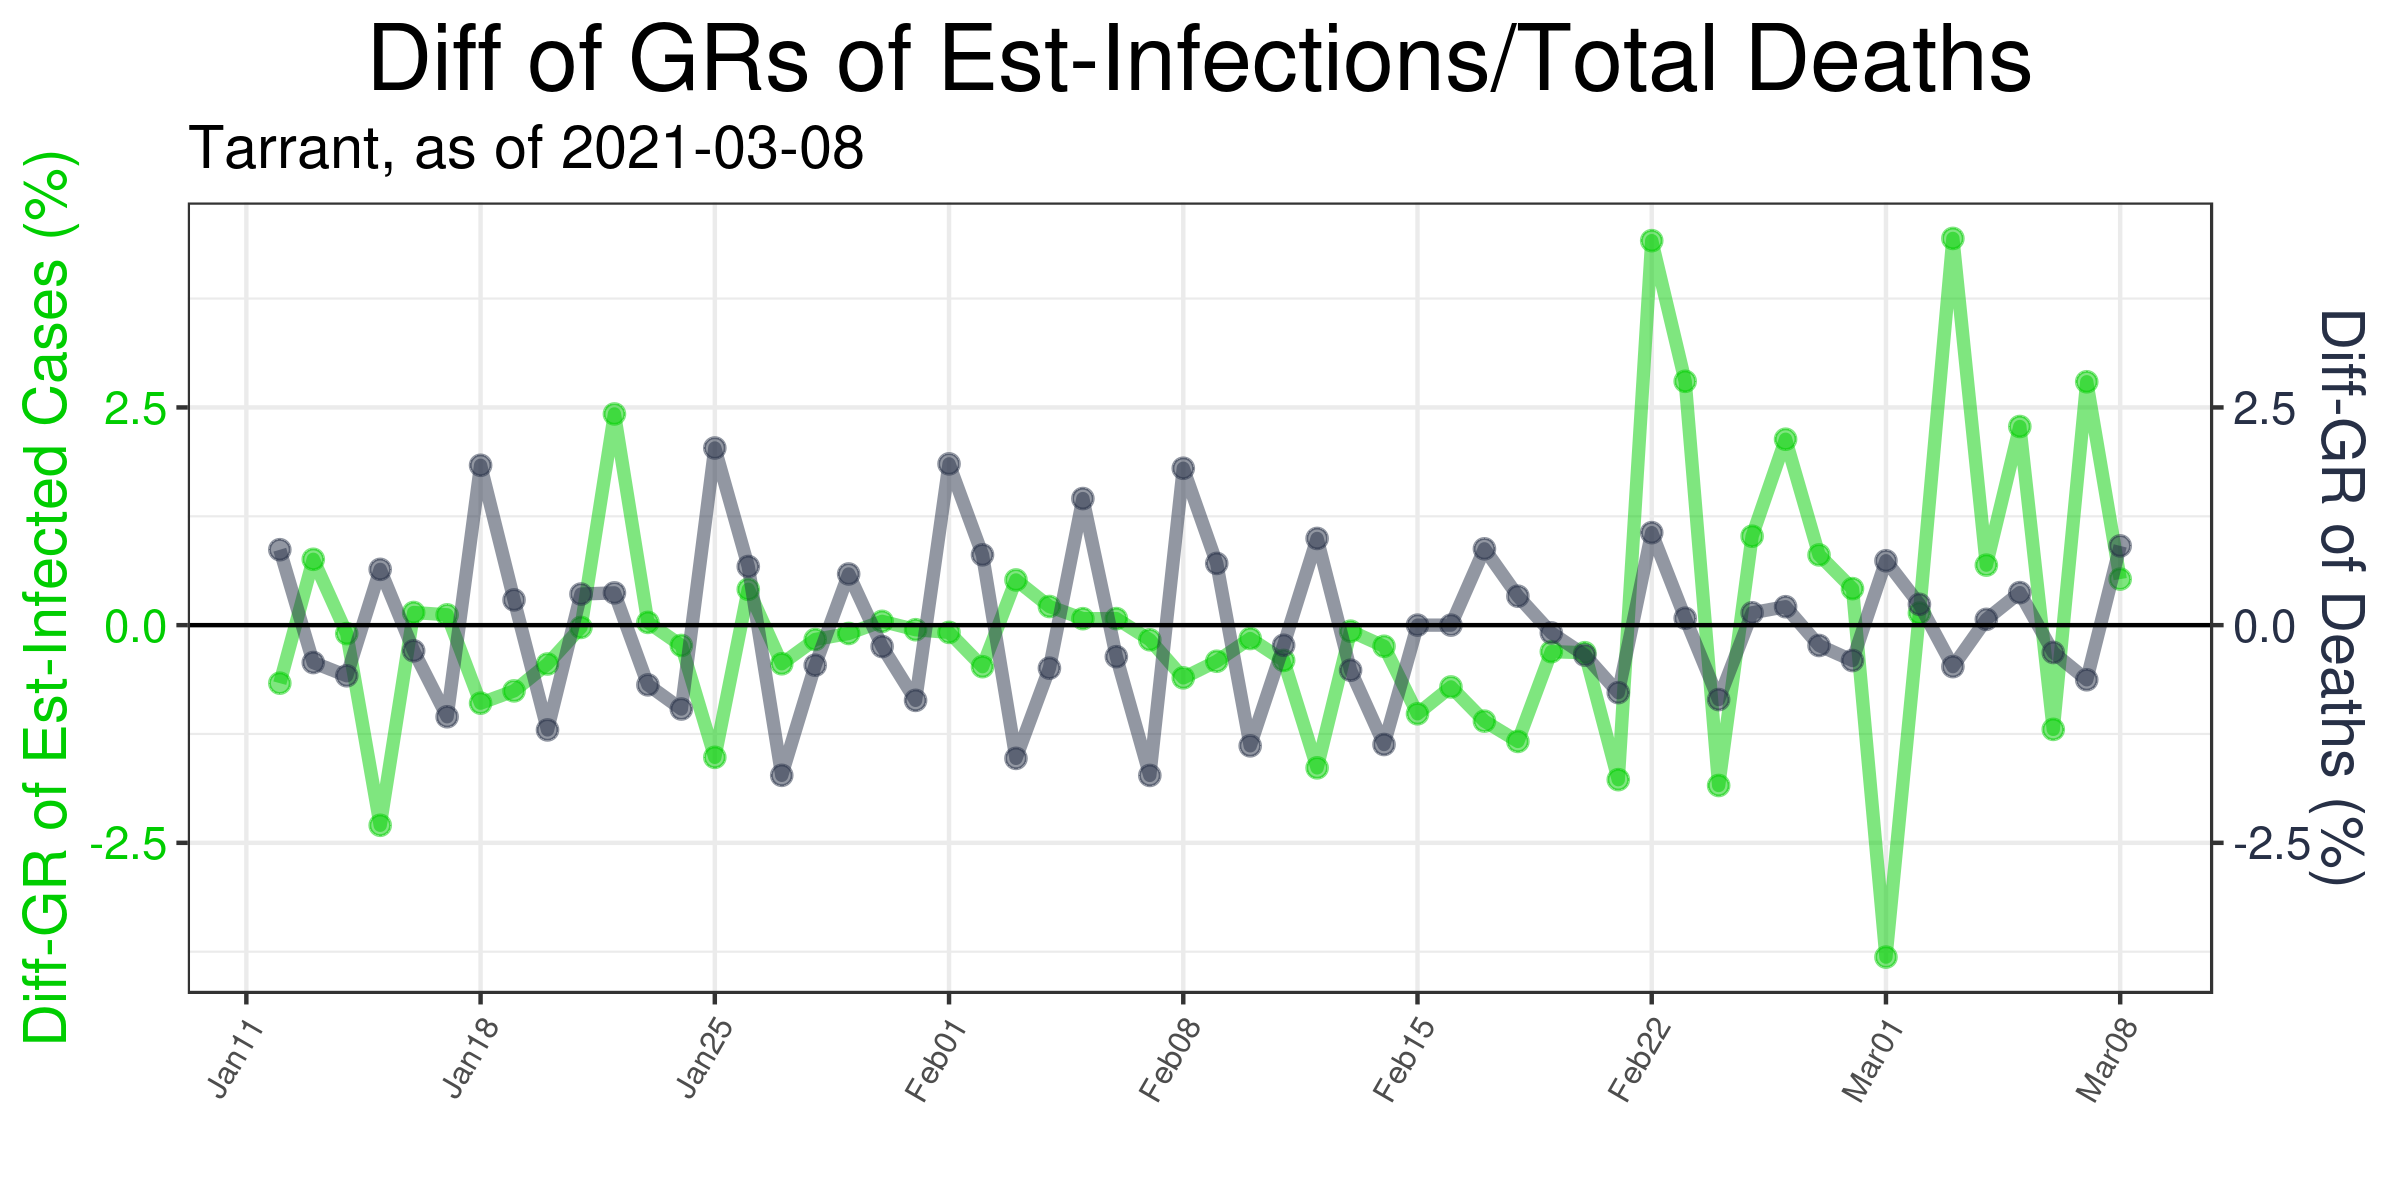 Diff of GRs of Est-Infections/Total Deaths
Tarrant, as of 2021-03-08
Diff-GR of Est-Infected Cases (%)
2.5
0.0
-2.5
2.5
0.0
-2.5
Diff-GR of Deaths (%)
Jan11
Jan18
Jan25
Feb01
Feb08
Feb15
Feb22
Mar01
Mar08